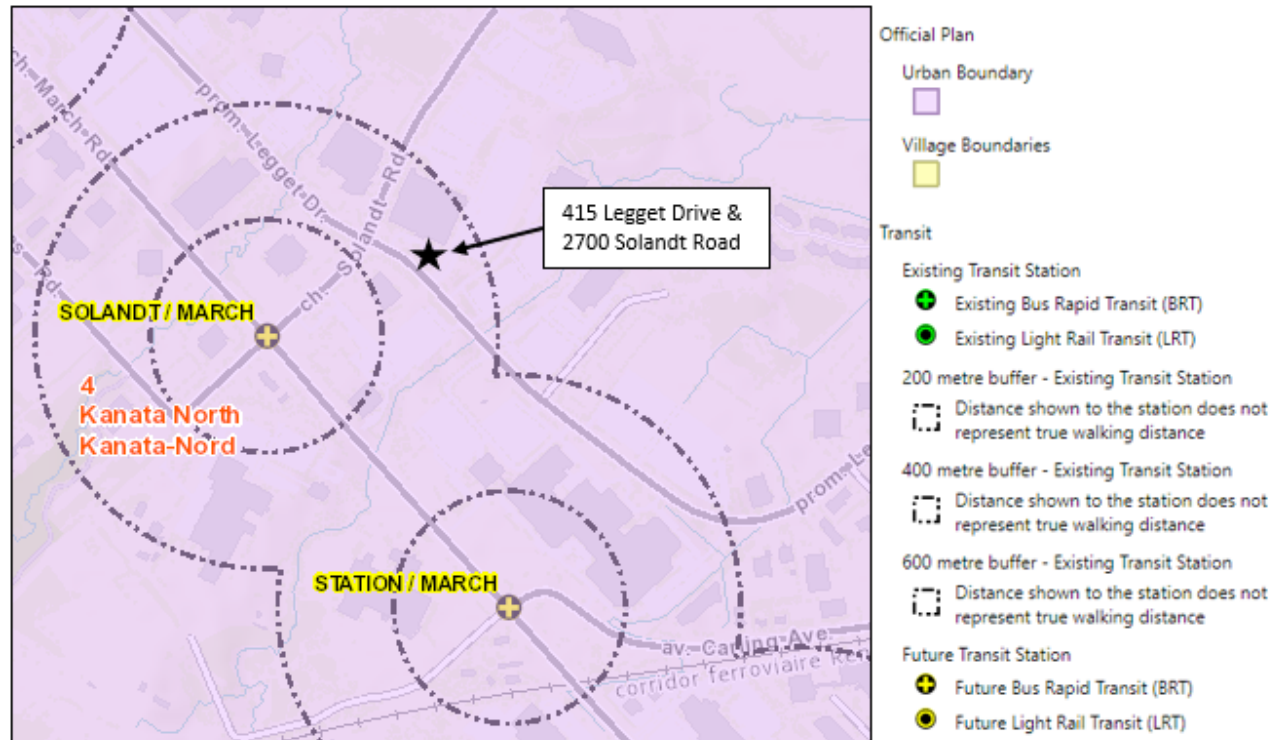 ch. March Rd
prom. Legget Dr.
ch. Solandt Rd
415 Legget Drive &
2700 Solandt Road
SOLANDT / MARCH
Rd.
4
Kanata North
Kanata-Nord
prom. Le
STATION / MARCH
av. Carling Ave.
corridor ferroviaire Ren
Official Plan
Urban Boundary
Village Boundaries
Transit
Existing Transit Station
Existing Bus Rapid Transit (BRT)
Existing Light Rail Transit (LRT)
200 metre buffer - Existing Transit Station
Distance shown to the station does not
represent true walking distance
400 metre buffer - Existing Transit Station
Distance shown to the station does not
represent true walking distance
600 metre buffer - Existing Transit Station
Distance shown to the station does not
represent true walking distance
Future Transit Station
Future Bus Rapid Transit (BRT)
Future Light Rail Transit (LRT)